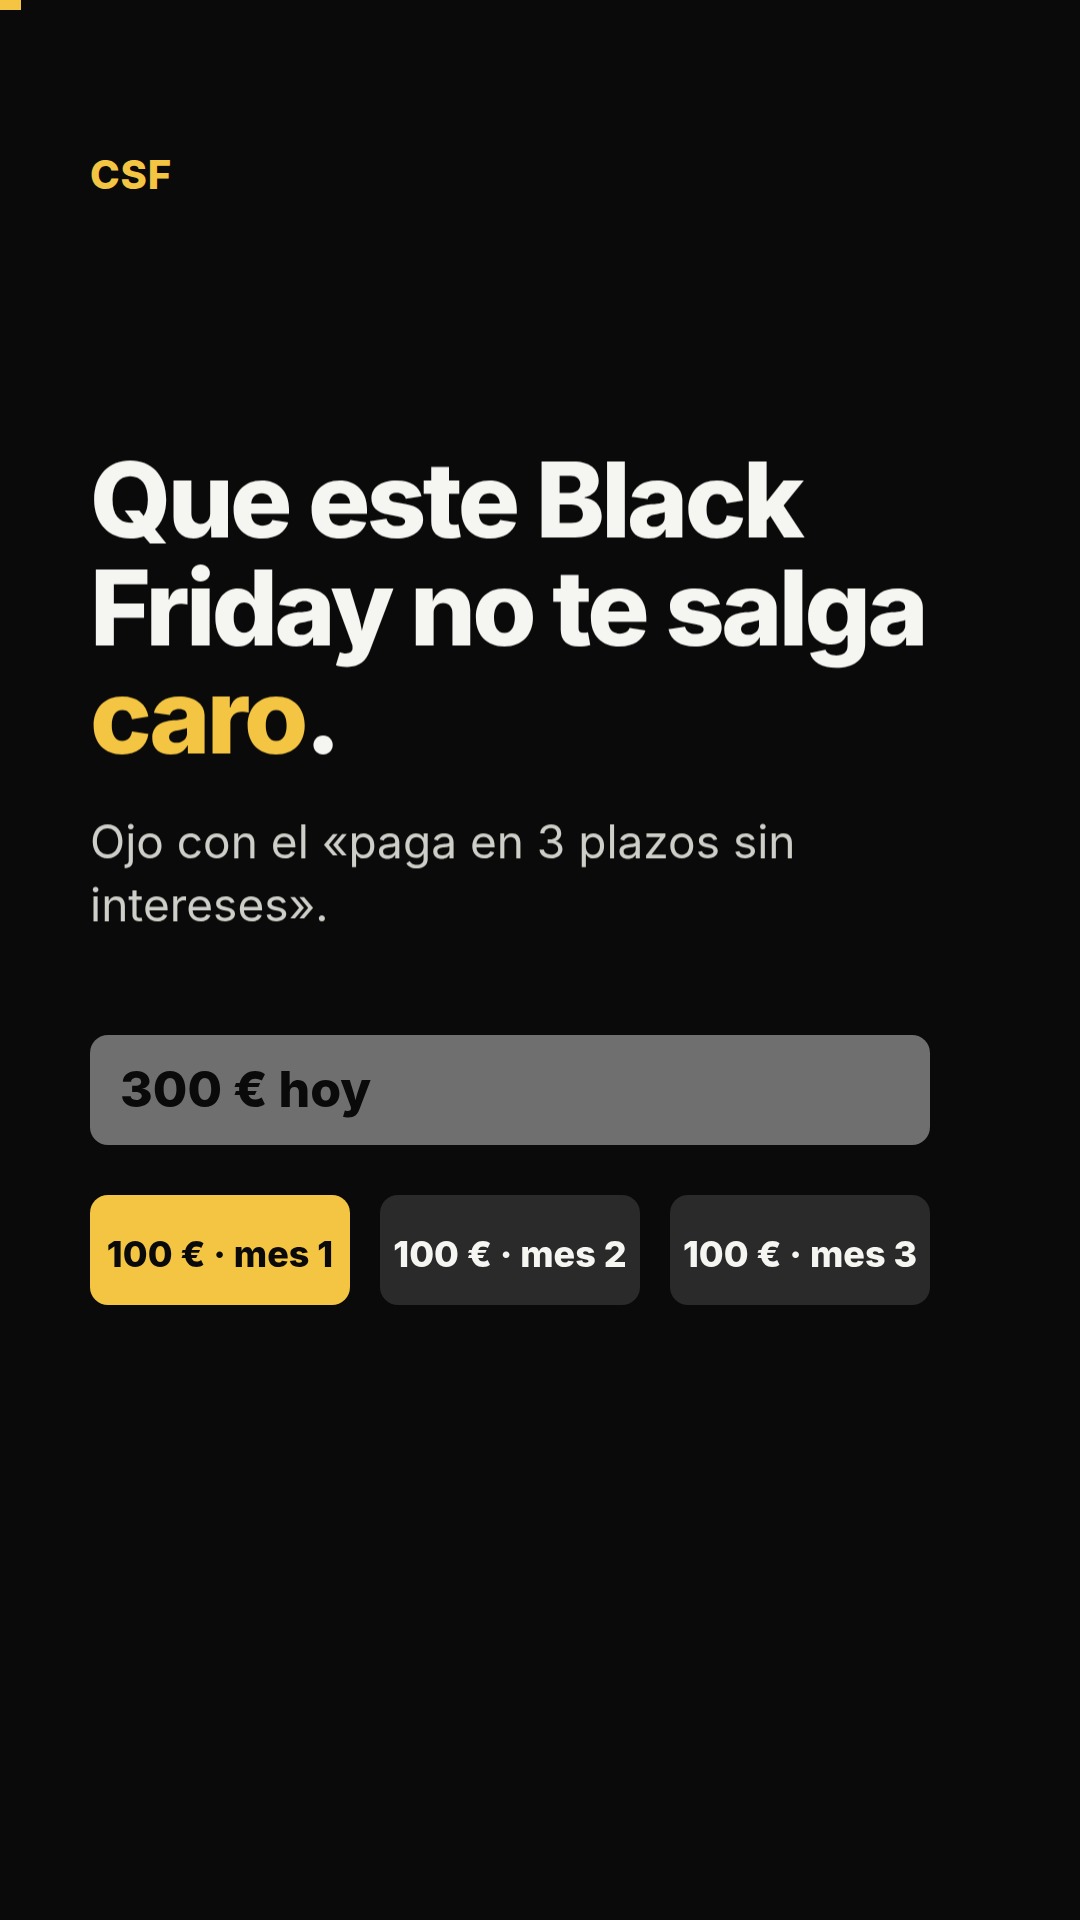 CSF
Que este Black
Friday no te salga
caro.
Ojo con el «paga en 3 plazos sin
intereses».
300 € hoy
100 € · mes 1
100 € · mes 2
100 € · mes 3